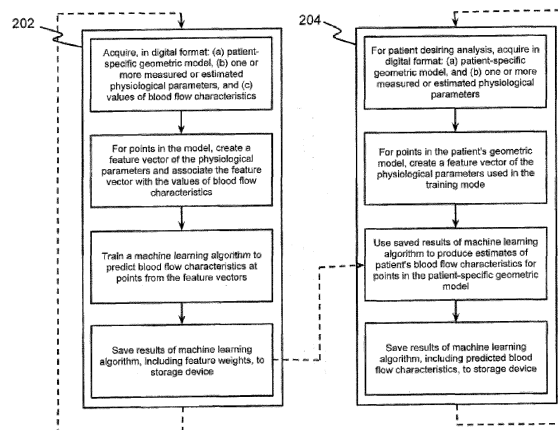 202
Acquire, in digital format: (a) patient-
specific geometric model, (b) one or
more measured or estimated
physiological parameters, and (c)
values of blood flow characteristics
For points in the model, create a
feature vector of the physiological
parameters and associate the
feature vector with the values of
blood flow characteristics
Train a machine learning algorithm to
predict blood flow characteristics at
points from the feature vectors
Save results of machine learning
algorithm, including feature weights, to
storage device
204
For patient desiring analysis, acquire in
digital format: (a) patient-specific
geometric model, and (b) one or more
measured or estimated physiological
parameters
For points in the patient's geometric
model, create a feature vector of the
physiological parameters used in the
training mode
Use saved results of machine learning
algorithm to produce estimates of
patient's blood flow characteristics for
points in the patient-specific geometric
model
Save results of machine learning
algorithm, including predicted blood
flow characteristics, to storage
device